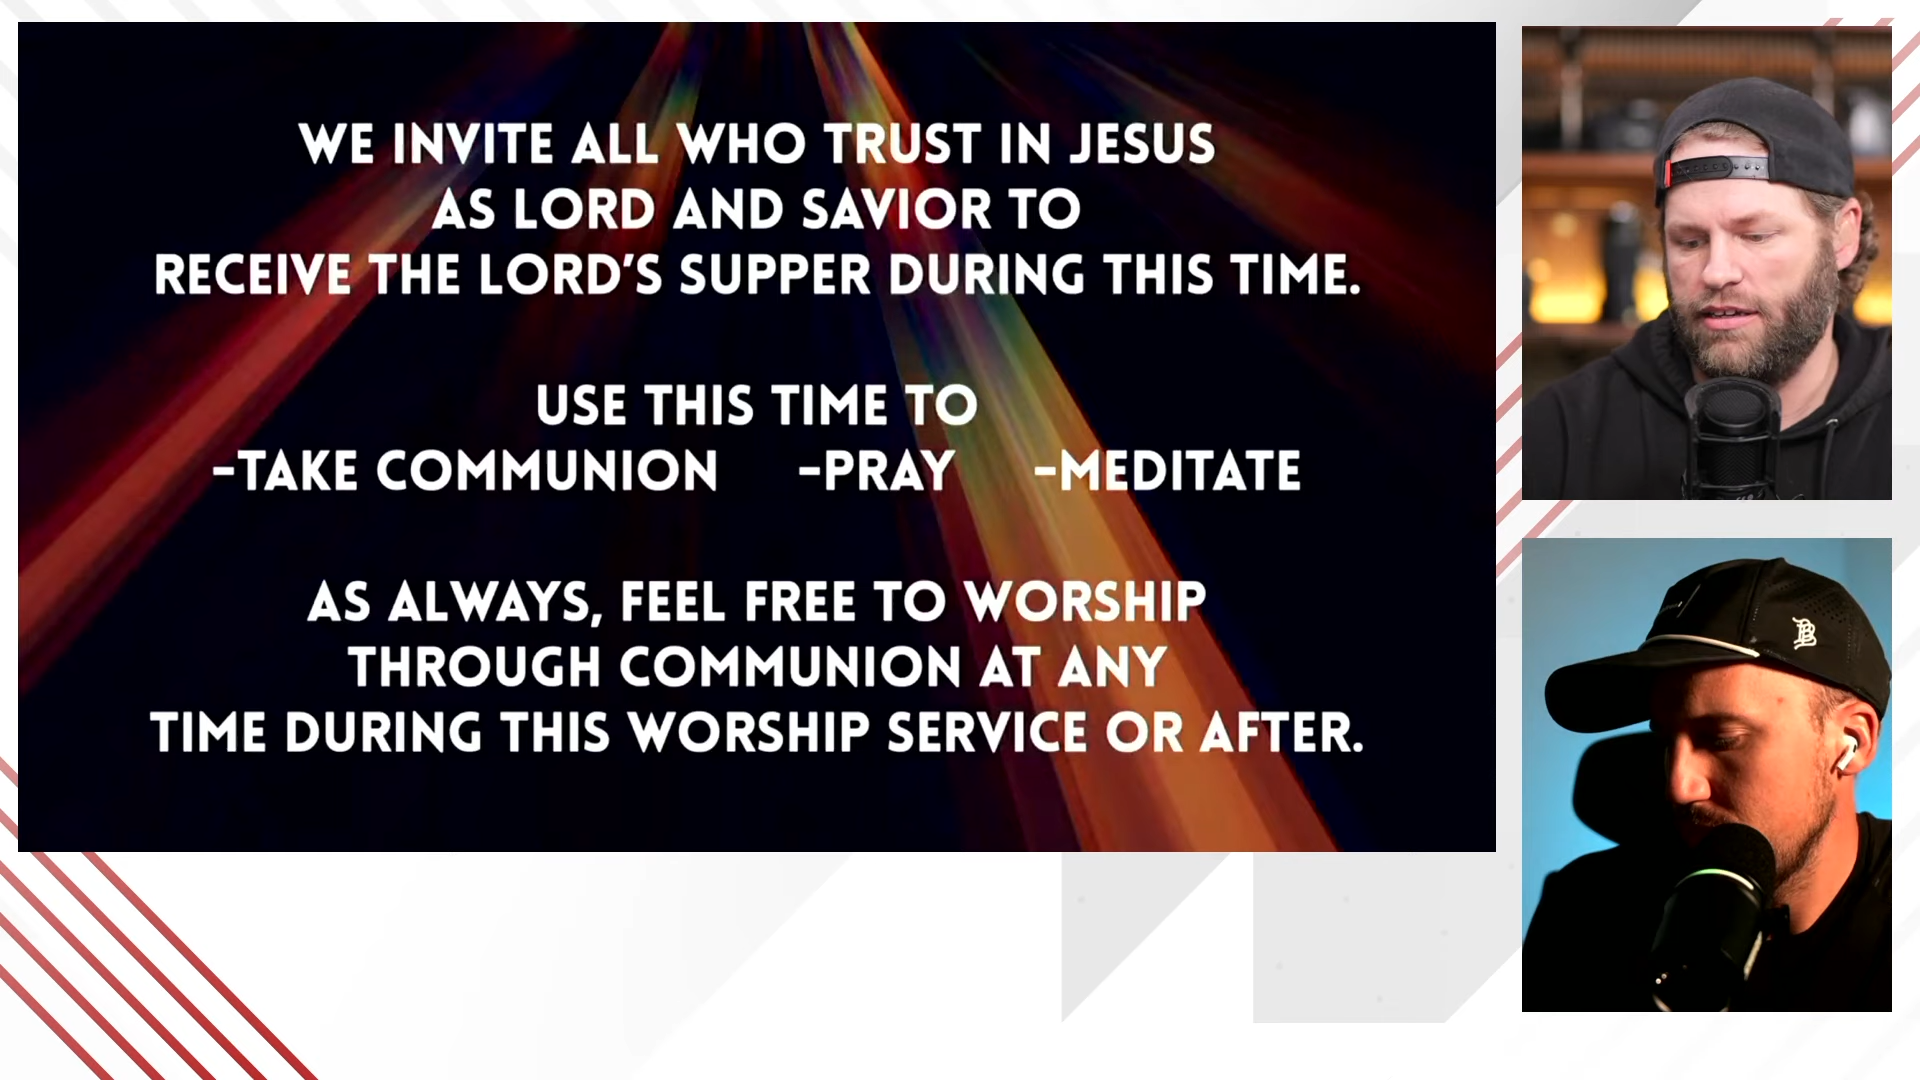 WE INVITE ALL WHO TRUST IN JESUS
AS LORD AND SAVIOR TO
RECEIVE THE LORD'S SUPPER DURING THIS TIME.
USE THIS TIME TO
-TAKE COMMUNION -PRAY -MEDITATE
AS ALWAYS, FEEL FREE TO WORSHIP
THROUGH COMMUNION AT ANY
TIME DURING THIS WORSHIP SERVICE OR AFTER.
B